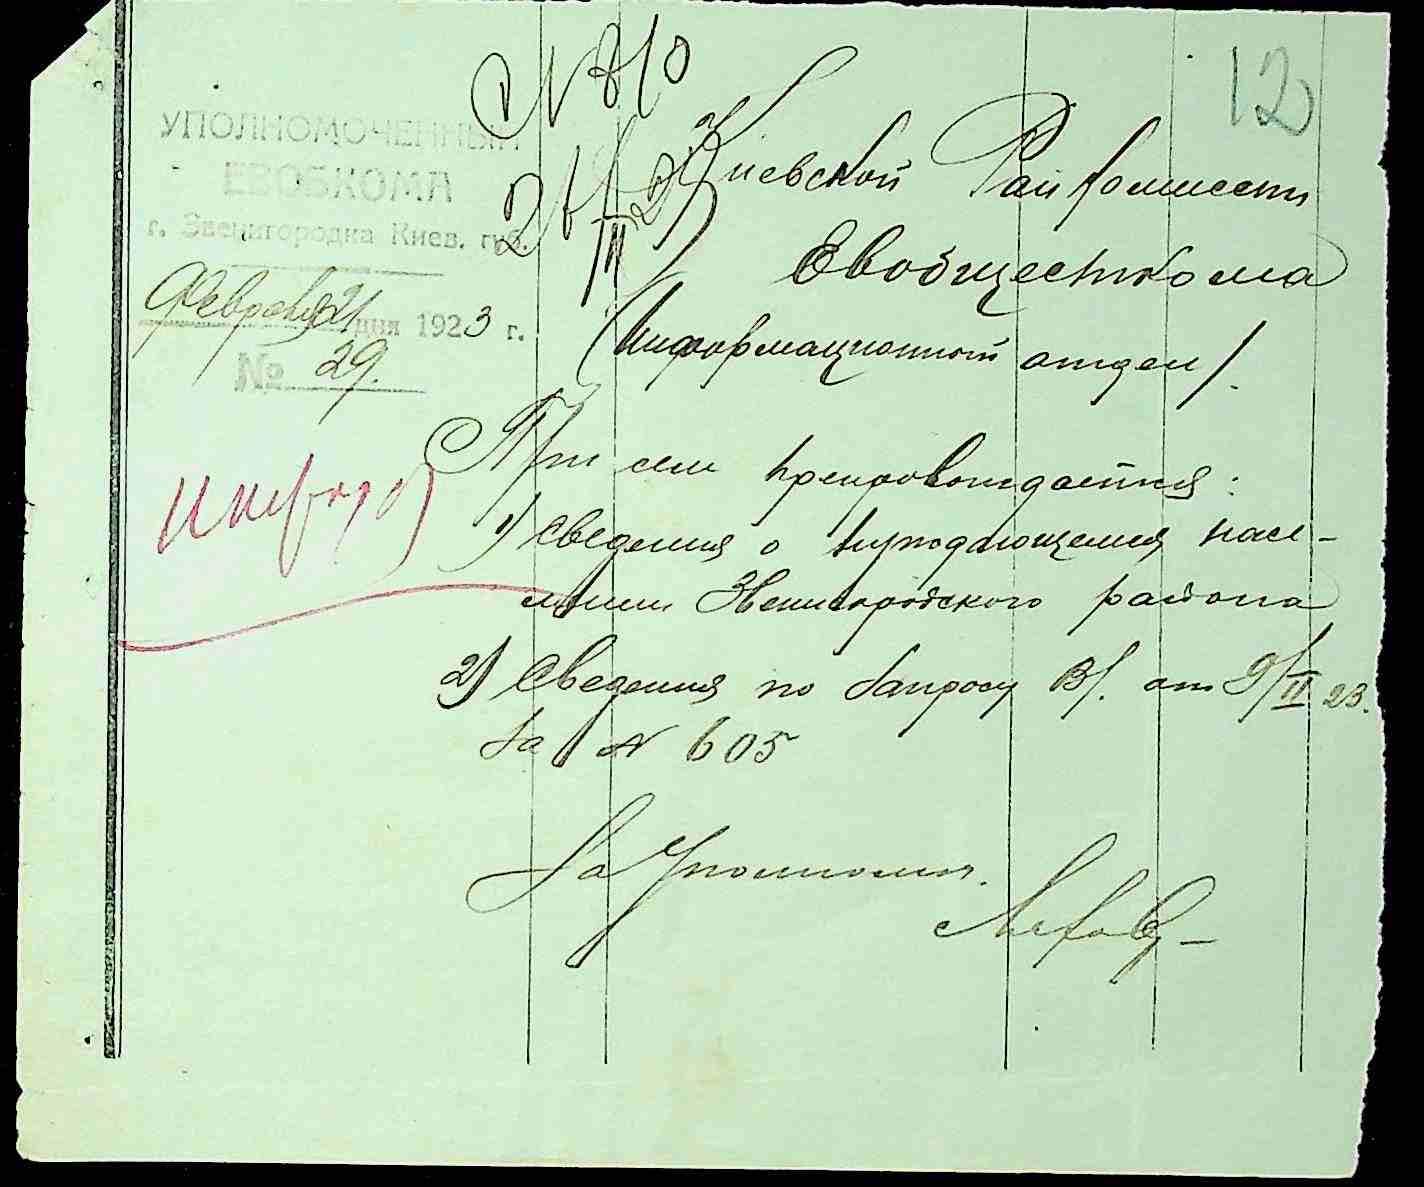 12
№ 810
УПОЛНОМОЧЕННЫЙ
ЕВОБКОМА
г. Звенигородка Киев. губ.
Февраля 21 дня 1923 г.
№ 29.
Киевской Райкомиссии
Евобщесткома
(Информационный отдел/.
При сем препровождается:
1) Сведения о нуждающемся насе-
лении Звенигородского района
2) Сведения по запросу В/. от 9/II 23.
За № 605
За Уполномоч.